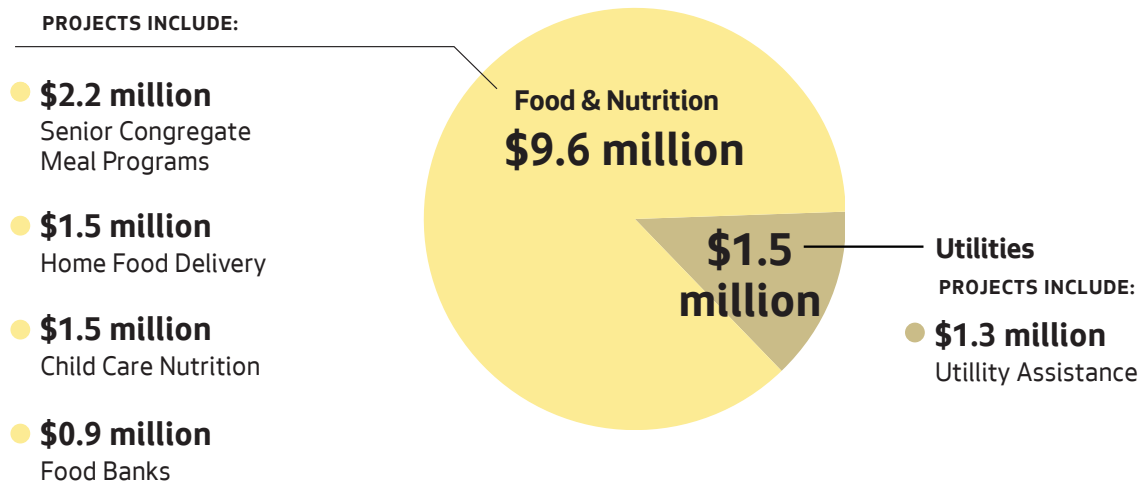 PROJECTS INCLUDE:
$2.2 million
Senior Congregate
Meal Programs
$1.5 million
Home Food Delivery
$1.5 million
Child Care Nutrition
$0.9 million
Food Banks
Food & Nutrition
$9.6 million
$1.5
million
Utilities
PROJECTS INCLUDE:
$1.3 million
Utillity Assistance